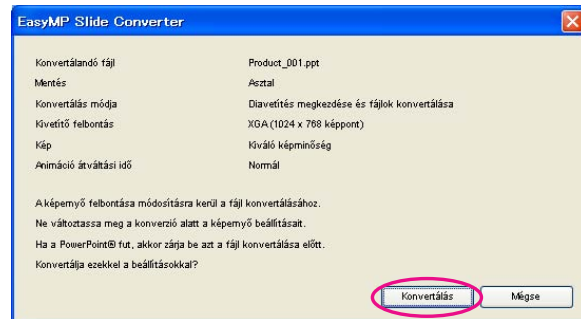 EasyMP Slide Converter
Konvertálandó fájl Product_001.ppt
Mentés Asztal
Konvertálás módja Diavetítés megkezdése és fájlok konvertálása
Kivetítő felbontás XGA (1024 x 768 képpont)
Kép Kiváló képminőség
Animáció átváltási idő Normál
A képernyő felbontása módosításra kerül a fájl konvertálásához.
Ne változtassa meg a konverzió alatt a képernyő beállításait.
Ha a PowerPoint® fut, akkor zárja be azt a fájl konvertálása előtt.
Konvertálja ezekkel a beállításokkal?
Konvertálás Mégse